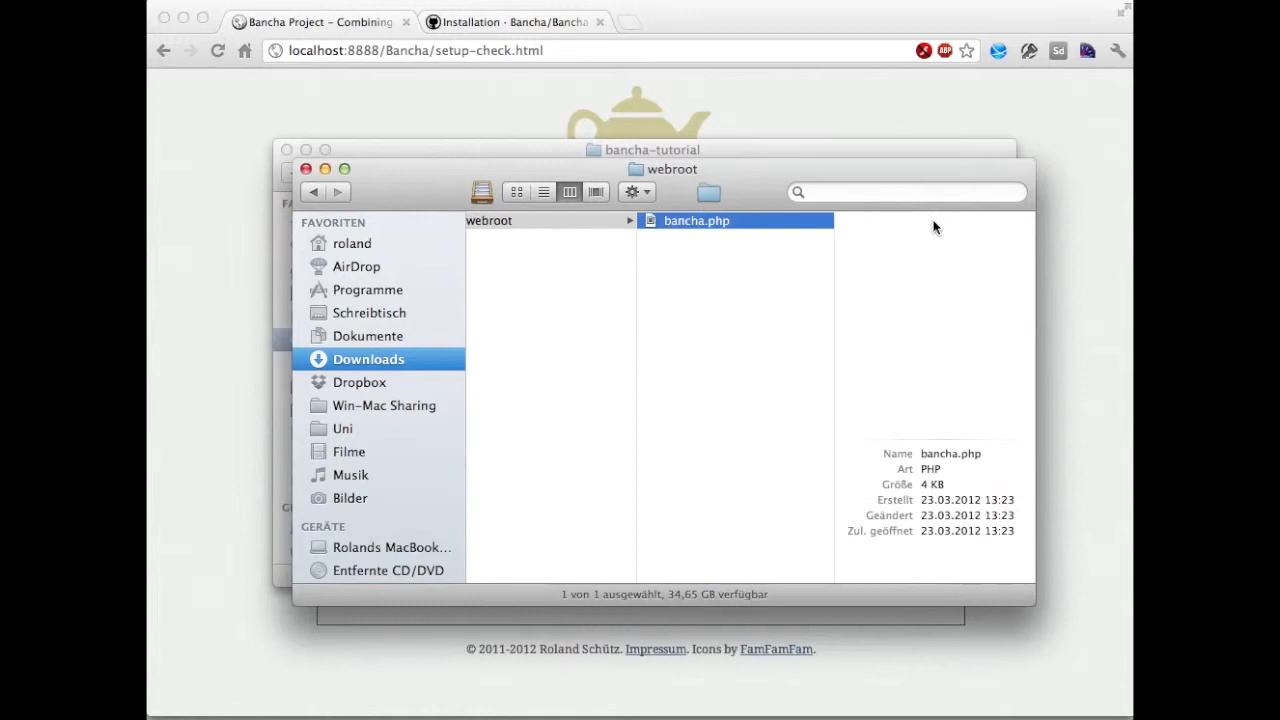 Bancha Project – Combining
Installation · Bancha/Bancha
localhost:8888/Bancha/setup-check.html
ABP
Sd
bancha-tutorial
webroot
FAVORITEN
roland
AirDrop
Programme
Schreibtisch
Dokumente
Downloads
Dropbox
Win-Mac Sharing
Uni
Filme
Musik
Bilder
GERÄTE
Rolands MacBook...
Entfernte CD/DVD
webroot
bancha.php
Name bancha.php
Art PHP
Größe 4 KB
Erstellt 23.03.2012 13:23
Geändert 23.03.2012 13:23
Zul. geöffnet 23.03.2012 13:23
1 von 1 ausgewählt, 34,65 GB verfügbar
© 2011-2012 Roland Schütz. Impressum. Icons by FamFamFam.